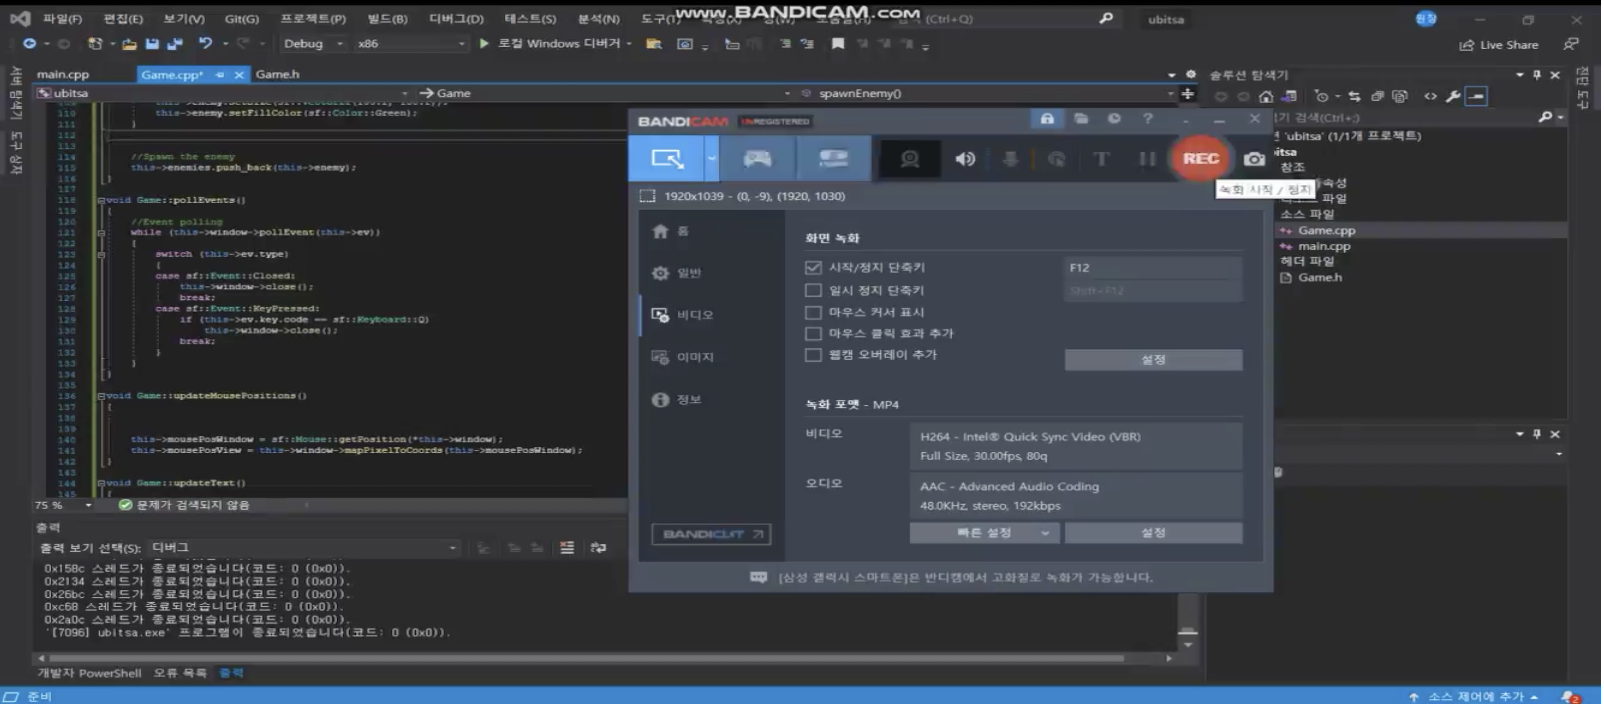 www.BANDICAM.com
파일(F) 편집(E) 보기(V) Git(G) 프로젝트(P) 빌드(B) 디버그(D) 테스트(S) 분석(N) (Ctrl+Q) ubitsa
Debug x86 로컬 Windows 디버거 Live Share
main.cpp Game.cpp* Game.h
ubitsa Game spawnEnemy()
솔루션 탐색기
111 this->enemy.setFillColor(sf::Color::Green);
112 }
113
114 //Spawn the enemy
115 this->enemies.push_back(this->enemy);
116 }
117
118 void Game::pollEvents()
119 {
120 //Event polling
121 while (this->window->pollEvent(this->ev))
122 {
123 switch (this->ev.type)
124 {
125 case sf::Event::Closed:
126 this->window->close();
127 break;
128 case sf::Event::KeyPressed:
129 if (this->ev.key.code == sf::Keyboard::Q)
130 this->window->close();
131 break;
132 }
133 }
134 }
135
136 void Game::updateMousePositions()
137 {
138
139
140 this->mousePosWindow = sf::Mouse::getPosition(*this->window);
141 this->mousePosView = this->window->mapPixelToCoords(this->mousePosWindow);
142 }
143
144 void Game::updateText()
145 {
75 % 문제가 검색되지 않음
출력
출력 보기 선택(S): 디버그
0x158c 스레드가 종료되었습니다(코드: 0 (0x0)).
0x2134 스레드가 종료되었습니다(코드: 0 (0x0)).
0x26bc 스레드가 종료되었습니다(코드: 0 (0x0)).
0xc68 스레드가 종료되었습니다(코드: 0 (0x0)).
0x2a0c 스레드가 종료되었습니다(코드: 0 (0x0)).
'[7096] ubitsa.exe' 프로그램이 종료되었습니다(코드: 0 (0x0)).
개발자 PowerShell 오류 목록 출력
준비
소스 제어에 추가 2
BANDICAM UNREGISTERED
REC
녹화 시작 / 정지
1920x1039 - (0, -9), (1920, 1030)
홈
일반
비디오
이미지
정보
BANDICUT
화면 녹화
시작/정지 단축키 F12
일시 정지 단축키 Shift+F12
마우스 커서 표시
마우스 클릭 효과 추가
웹캠 오버레이 추가
설정
녹화 포맷 - MP4
비디오 H264 - Intel® Quick Sync Video (VBR)
Full Size, 30.00fps, 80q
오디오 AAC - Advanced Audio Coding
48.0KHz, stereo, 192kbps
빠른 설정 설정
[삼성 갤럭시 스마트폰]은 반디캠에서 고화질로 녹화가 가능합니다.
검색(Ctrl+;)
'ubitsa' (1/1개 프로젝트)
참조
소스 파일
Game.cpp
main.cpp
헤더 파일
Game.h